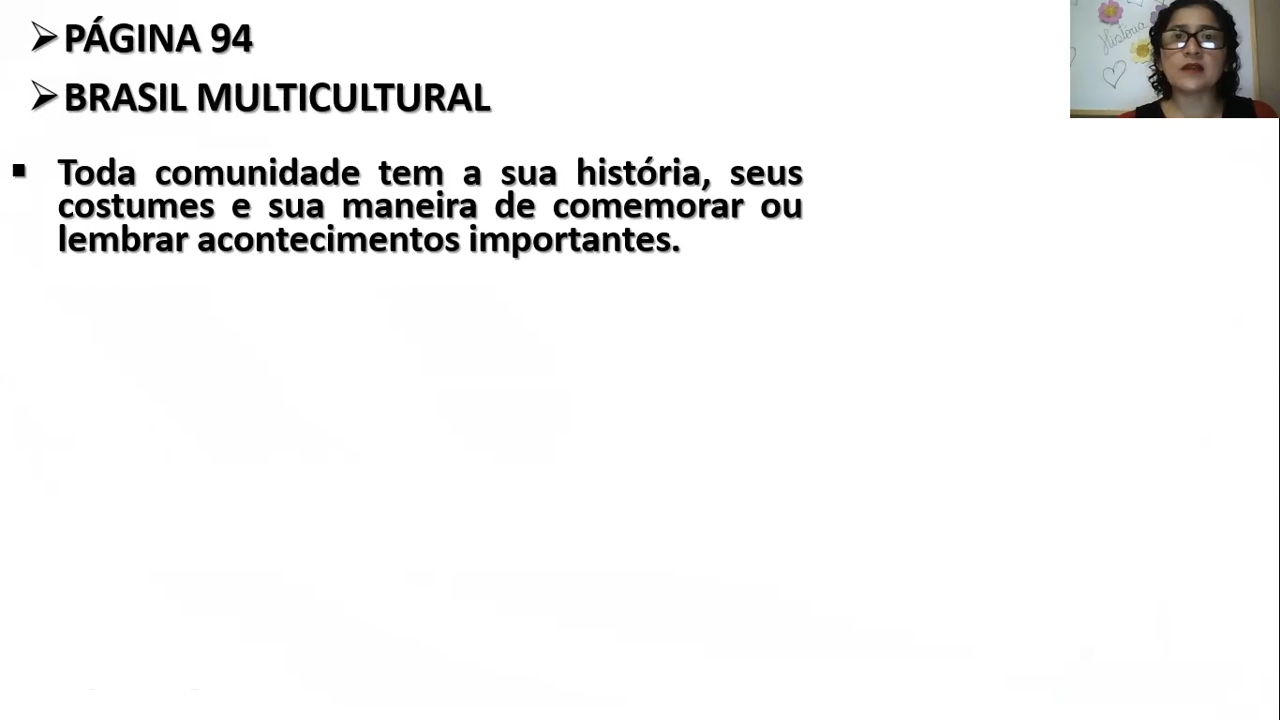 PÁGINA 94
BRASIL MULTICULTURAL
História
Toda comunidade tem a sua história, seus
costumes e sua maneira de comemorar ou
lembrar acontecimentos importantes.